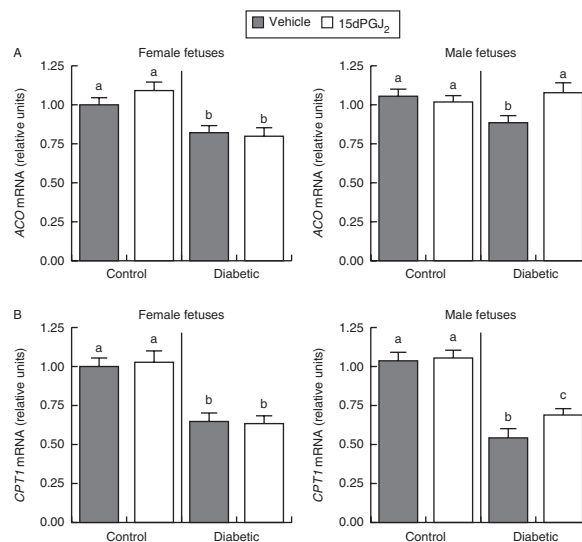 Vehicle 15dPGJ2
A
Female fetuses
ACO mRNA (relative units)
1.25
1.00
0.75
0.50
0.25
0.00
a
a
b
b
Control Diabetic
Male fetuses
ACO mRNA (relative units)
1.25
1.00
0.75
0.50
0.25
0.00
a
a
b
a
Control Diabetic
B
Female fetuses
CPT1 mRNA (relative units)
1.25
1.00
0.75
0.50
0.25
0.00
a
a
b
b
Control Diabetic
Male fetuses
CPT1 mRNA (relative units)
1.25
1.00
0.75
0.50
0.25
0.00
a
a
b
c
Control Diabetic